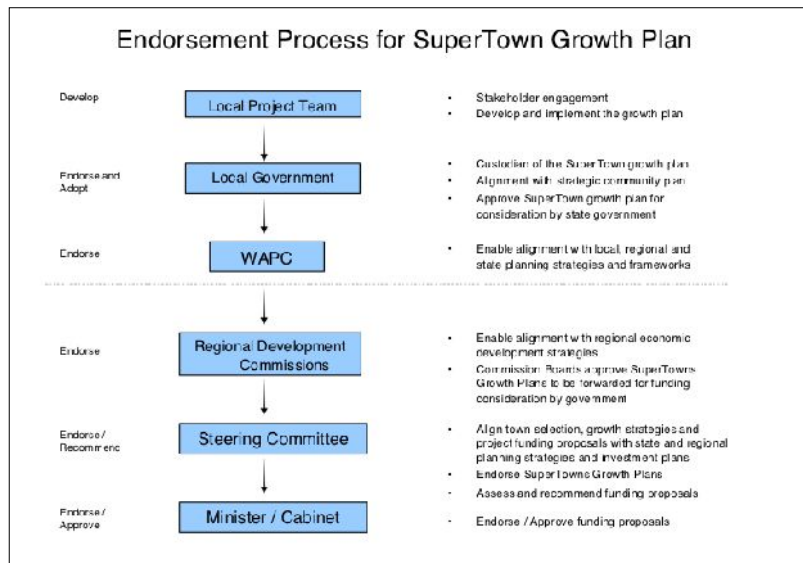 Endorsement Process for SuperTown Growth Plan
Develop
Local Project Team
• Stakeholder engagement
• Develop and implement the growth plan
Endorse and
Adopt
Local Government
• Custodian of the SuperTown growth plan
• Alignment with strategic community plan
• Approve SuperTown growth plan for
consideration by state government
Endorse
WAPC
• Enable alignment with local, regional and
state planning strategies and frameworks
Endorse
Regional Development
Commissions
• Enable alignment with regional economic
development strategies
• Commission Boards approve SuperTowns
Growth Plans to be forwarded for funding
consideration by government
Endorse /
Recommend
Steering Committee
• Align town selection, growth strategies and
project funding proposals with state and regional
planning strategies and investment plans
• Endorse SuperTowns Growth Plans
- Assess and recommend funding proposals
Endorse /
Approve
Minister / Cabinet
- Endorse / Approve funding proposals